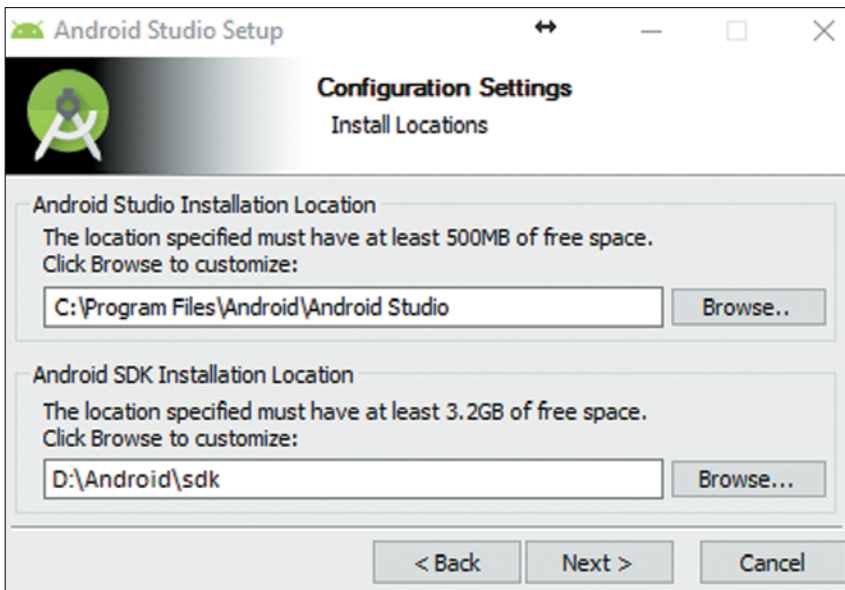 Android Studio Setup
Configuration Settings
Install Locations
Android Studio Installation Location
The location specified must have at least 500MB of free space.
Click Browse to customize:
C:\Program Files\Android\Android Studio
Browse..
Android SDK Installation Location
The location specified must have at least 3.2GB of free space.
Click Browse to customize:
D:\Android\sdk
Browse...
< Back
Next >
Cancel